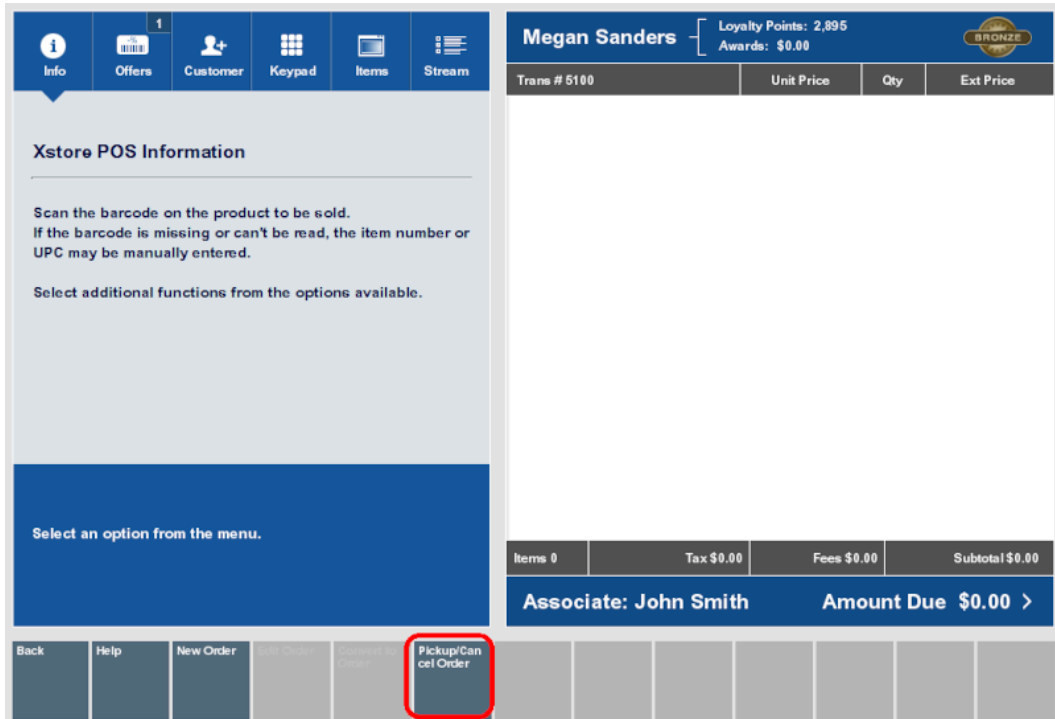 1
Info
Offers
Customer
Keypad
Items
Stream
Xstore POS Information
Scan the barcode on the product to be sold.
If the barcode is missing or can't be read, the item number or
UPC may be manually entered.
Select additional functions from the options available.
Select an option from the menu.
Megan Sanders
Loyalty Points: 2,895
Awards: $0.00
BRONZE
Trans # 5100 Unit Price Qty Ext Price
Items 0 Tax $0.00 Fees $0.00 Subtotal $0.00
Associate: John Smith Amount Due $0.00 >
Back
Help
New Order
Edit Order
Convert to
Order
Pickup/Can
cel Order